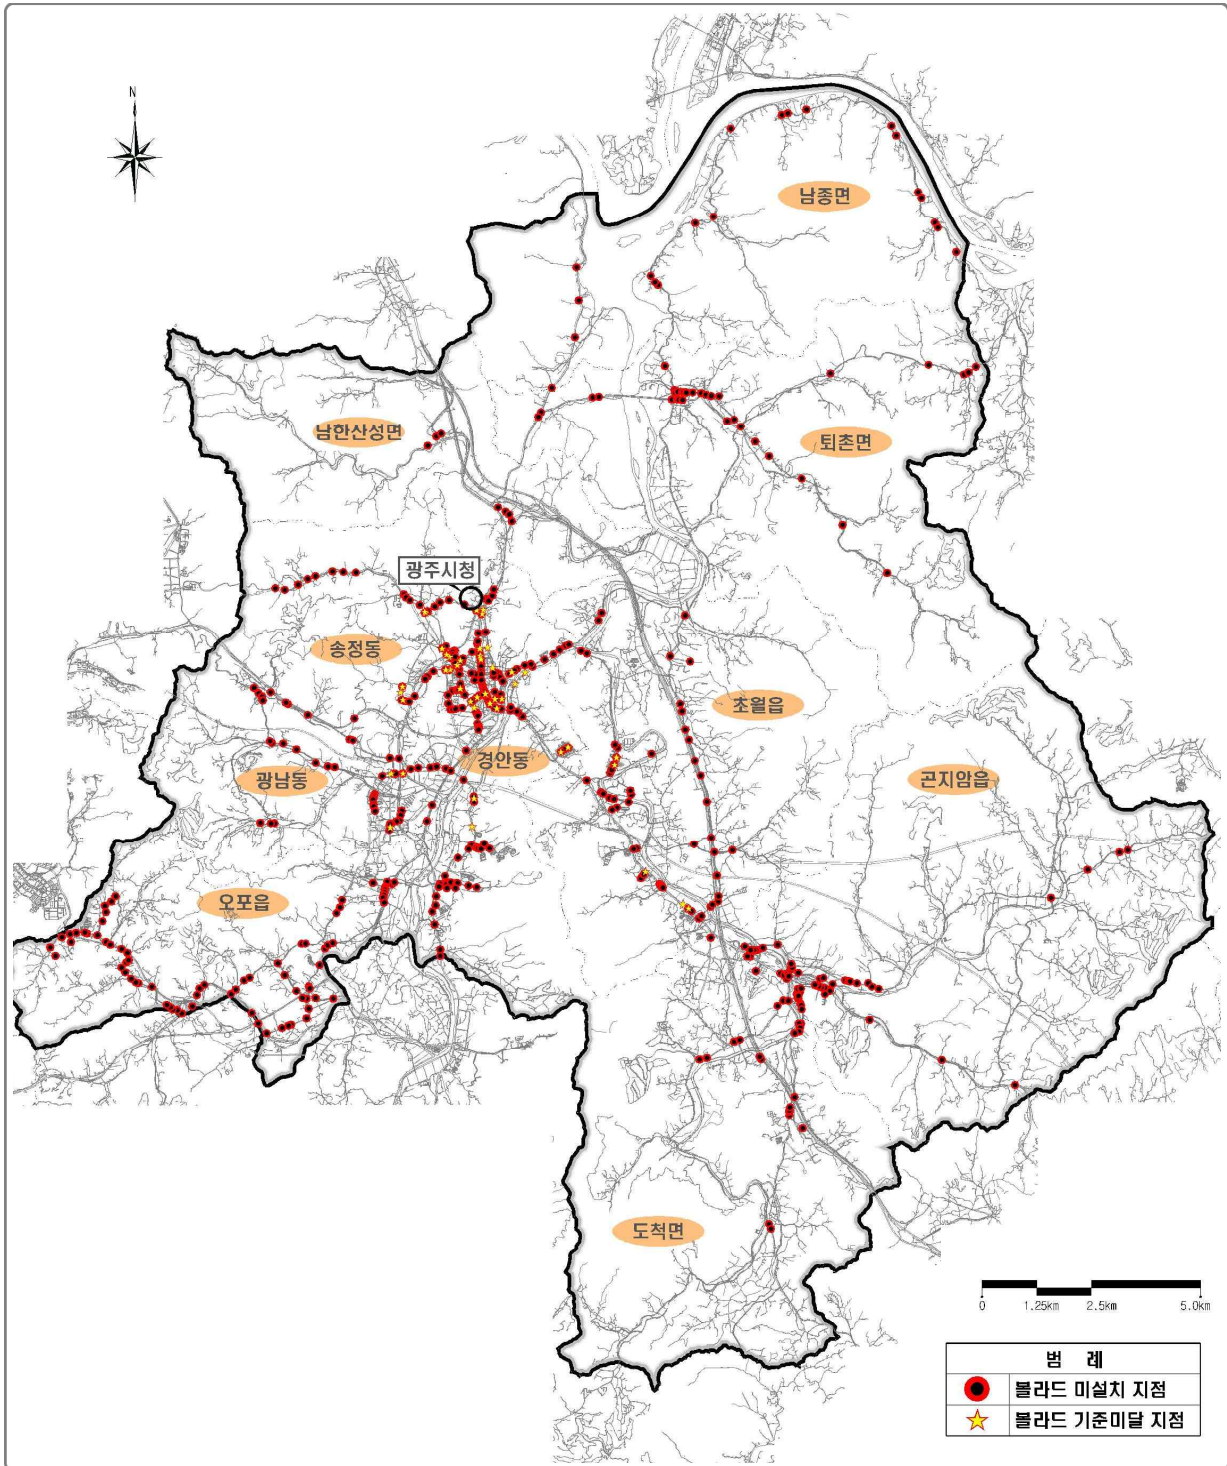 N
남종면
남한산성면
퇴촌면
광주시청
송정동
초월읍
경안동
광남동
곤지암읍
오포읍
도척면
0 1.25km 2.5km 5.0km
범 례
볼라드 미설치 지점
볼라드 기준미달 지점